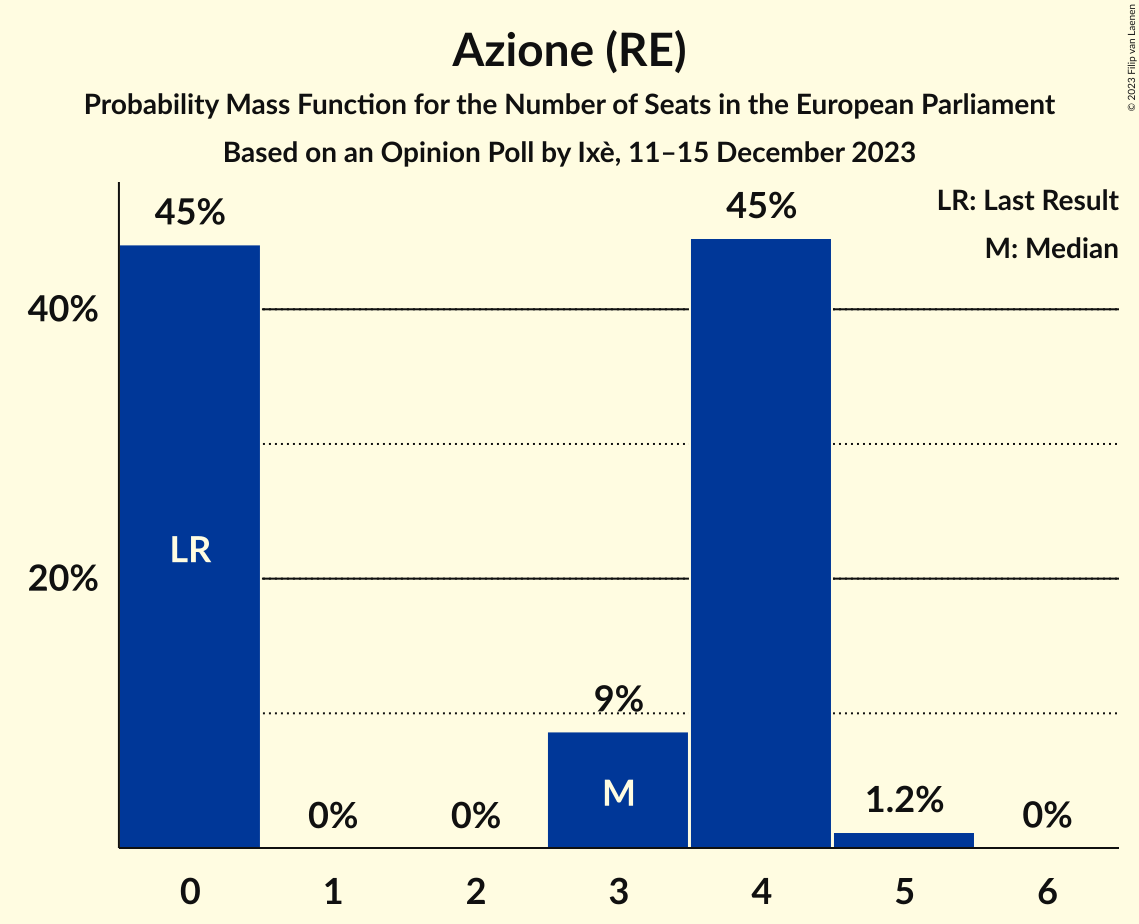 Azione (RE)
Probability Mass Function for the Number of Seats in the European Parliament
Based on an Opinion Poll by Ixè, 11–15 December 2023
© 2023 Filip van Laenen
LR: Last Result
M: Median
45%
45%
40%
LR
20%
9%
M
0%
0%
1.2%
0%
0
1
2
3
4
5
6